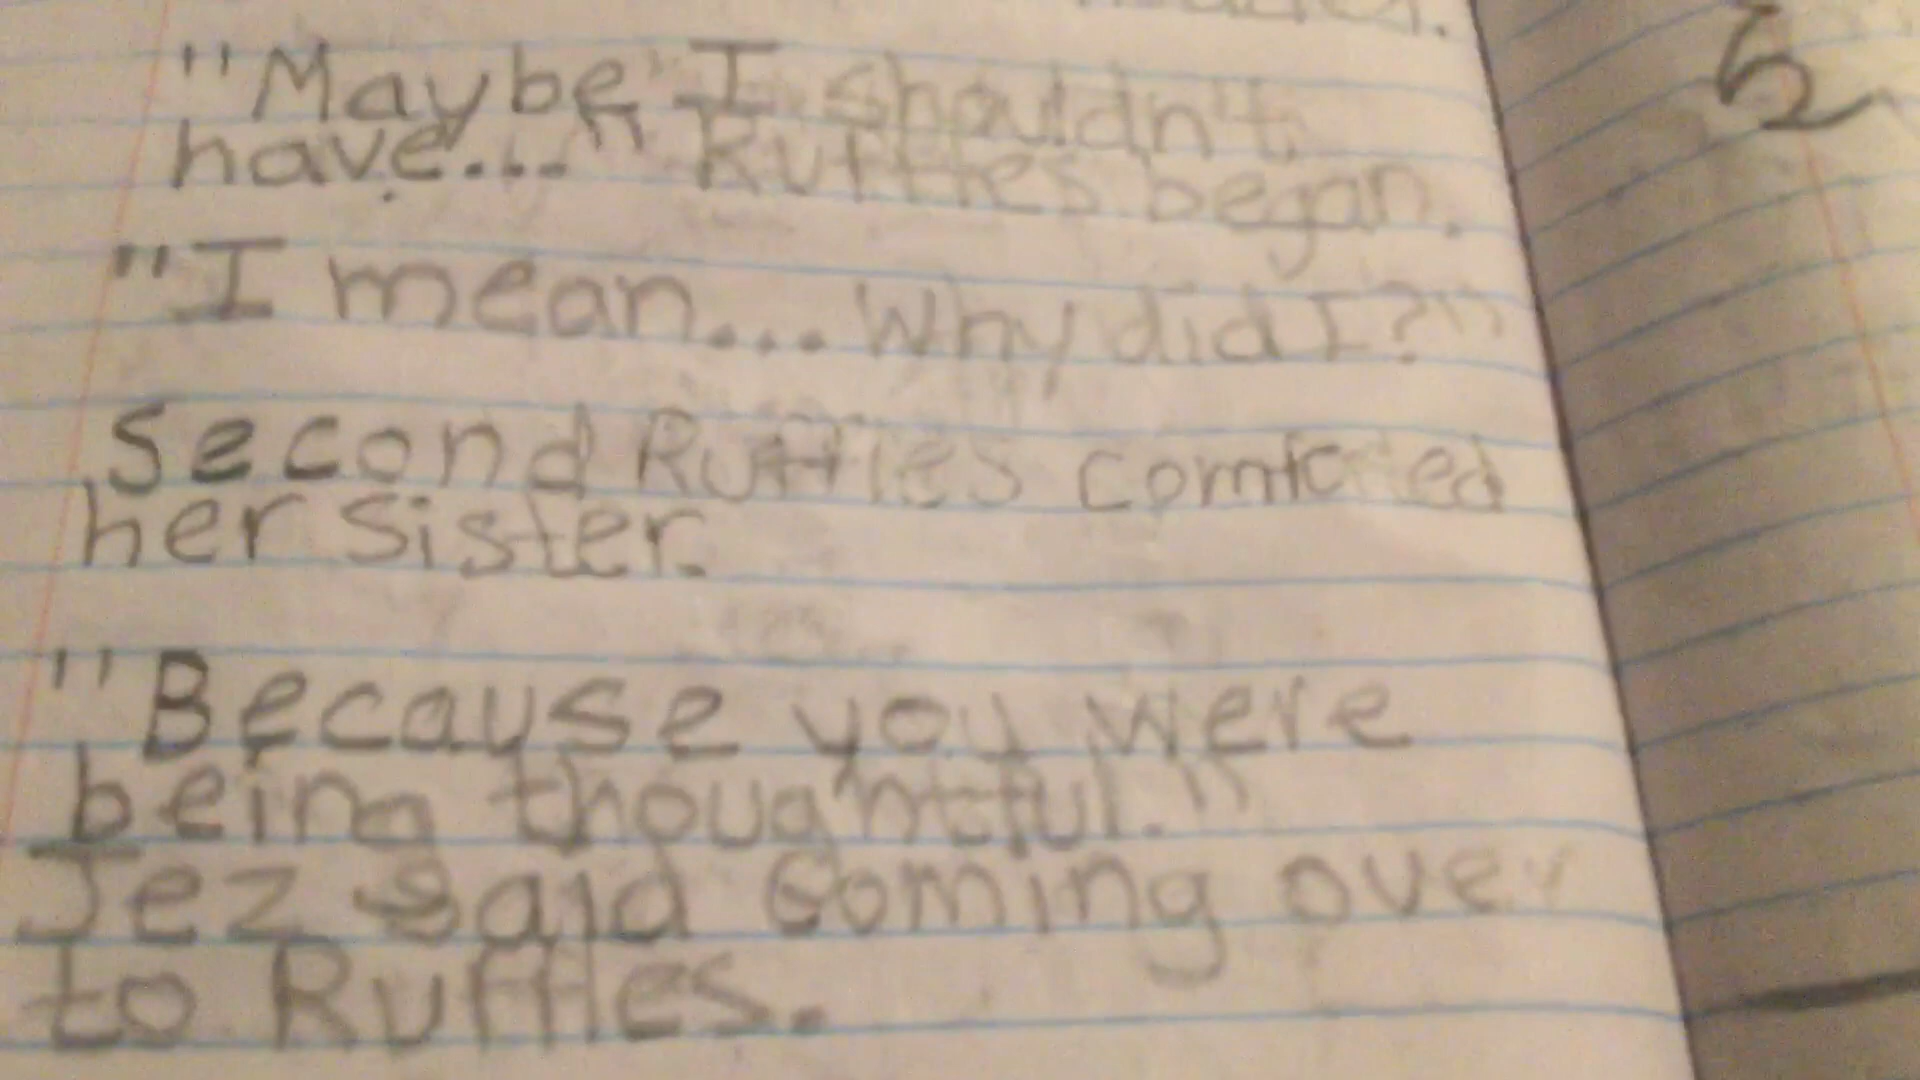 "Maybe I shouldn't
have...." Ruffles began.
"I mean... Why did I?"
Second Ruffles comforted
her sister.
"Because you were
being thoughtful."
Jez said coming over
to Ruffles.